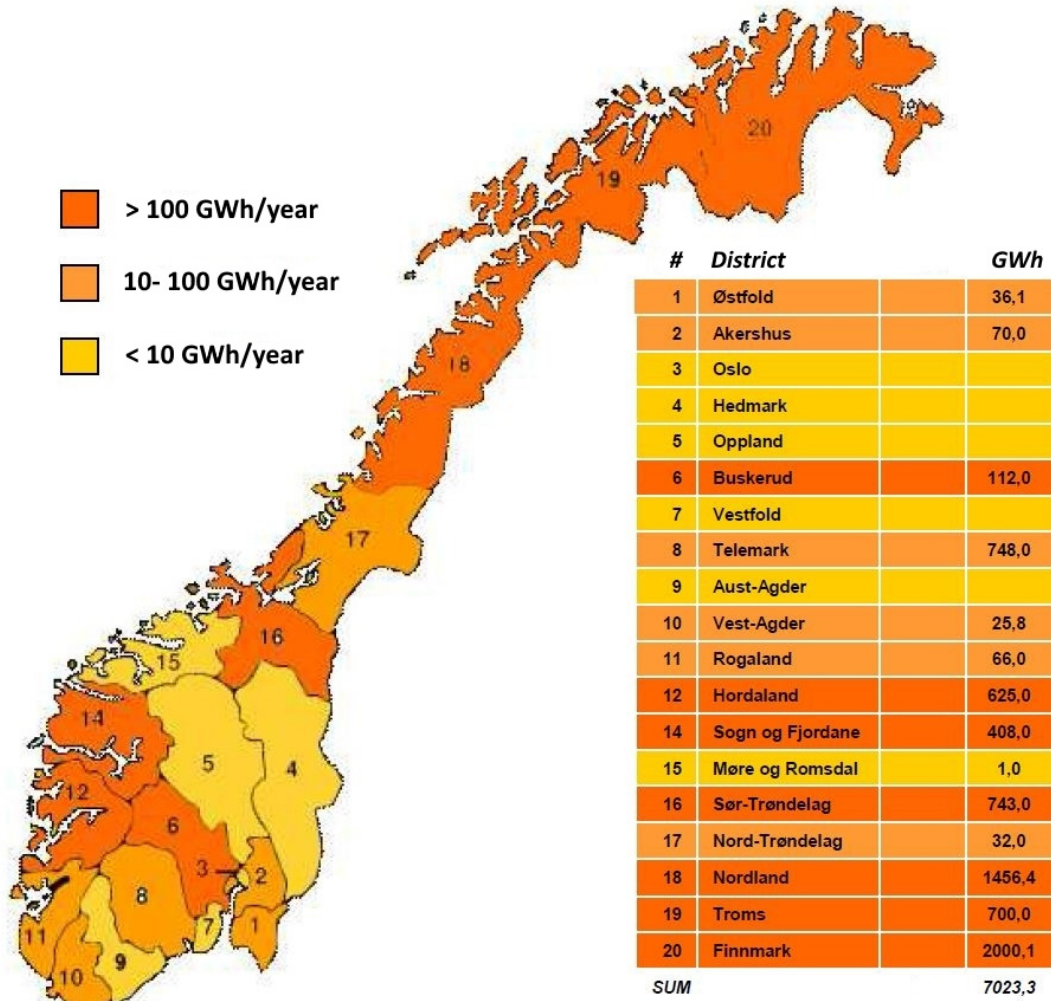 > 100 GWh/year
10- 100 GWh/year
< 10 GWh/year
20
19
18
17
16
15
14
5
4
12
6
3
2
8
11
7
1
10
9
# District GWh
1 Østfold 36,1
2 Akershus 70,0
3 Oslo
4 Hedmark
5 Oppland
6 Buskerud 112,0
7 Vestfold
8 Telemark 748,0
9 Aust-Agder
10 Vest-Agder 25,8
11 Rogaland 66,0
12 Hordaland 625,0
14 Sogn og Fjordane 408,0
15 Møre og Romsdal 1,0
16 Sør-Trøndelag 743,0
17 Nord-Trøndelag 32,0
18 Nordland 1456,4
19 Troms 700,0
20 Finnmark 2000,1
SUM 7023,3